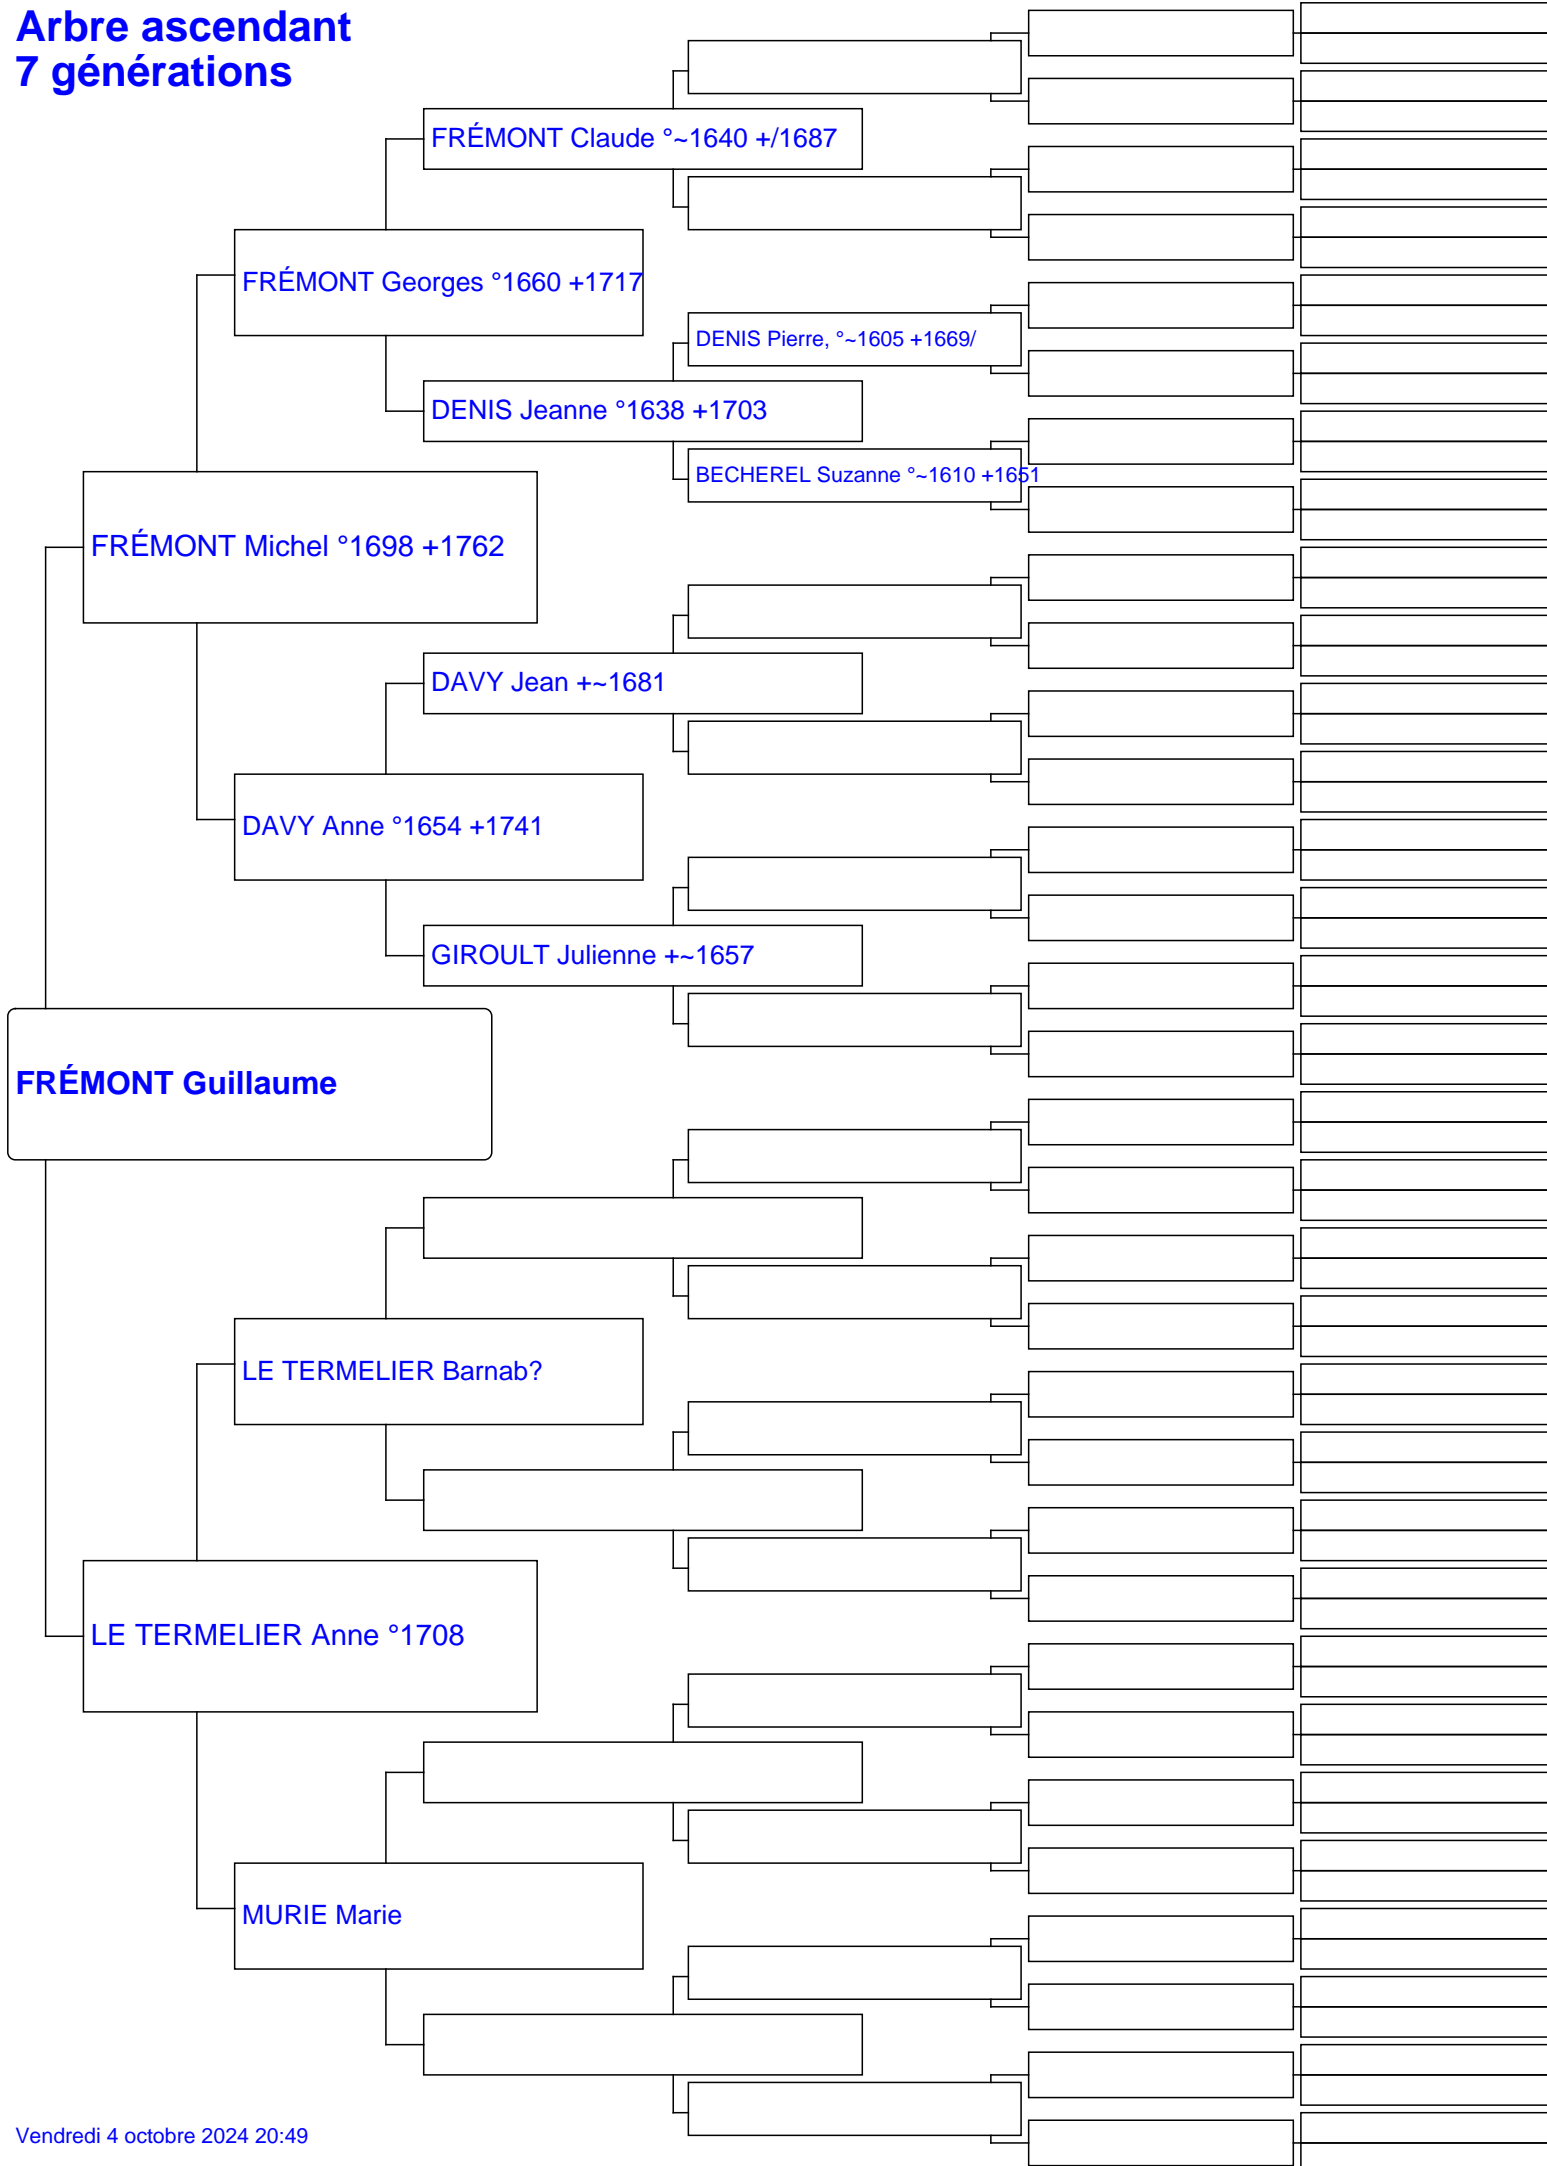 Arbre ascendant
7 générations
FRÉMONT Claude °~1640 +/1687
FRÉMONT Georges °1660 +1717
DENIS Pierre, °~1605 +1669/
DENIS Jeanne °1638 +1703
BECHEREL Suzanne °~1610 +1651
FRÉMONT Michel °1698 +1762
DAVY Jean +~1681
DAVY Anne °1654 +1741
GIROULT Julienne +~1657
FRÉMONT Guillaume
LE TERMELIER Barnab?
LE TERMELIER Anne °1708
MURIE Marie
Vendredi 4 octobre 2024 20:49